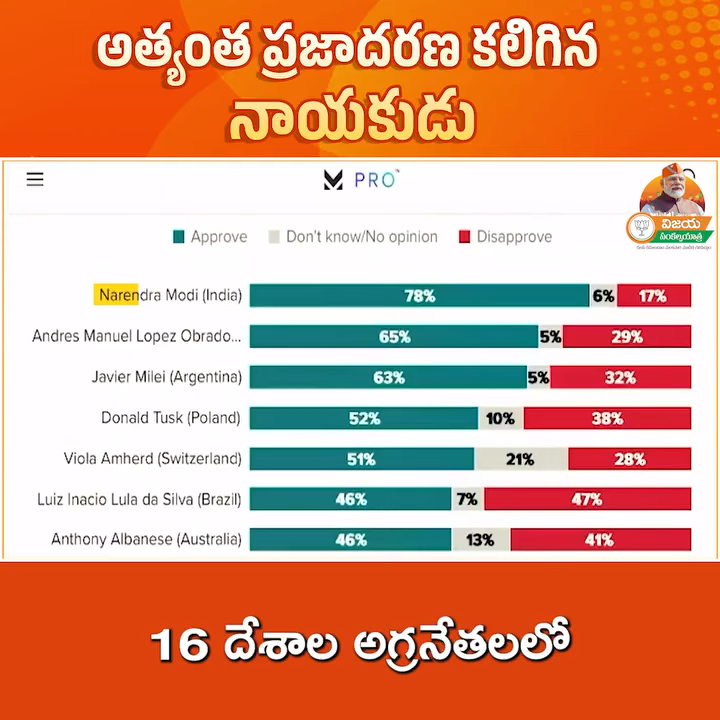 అత్యంత ప్రజాదరణ కలిగిన
నాయకుడు
PRO
Approve Don't know/No opinion Disapprove
Narendra Modi (India) 78% 6% 17%
Andres Manuel Lopez Obrado... 65% 5% 29%
Javier Milei (Argentina) 63% 5% 32%
Donald Tusk (Poland) 52% 10% 38%
Viola Amherd (Switzerland) 51% 21% 28%
Luiz Inacio Lula da Silva (Brazil) 46% 7% 47%
Anthony Albanese (Australia) 46% 13% 41%
విజయ
సంకల్పయాత్ర
16 దేశాల అగ్రనేతలలో